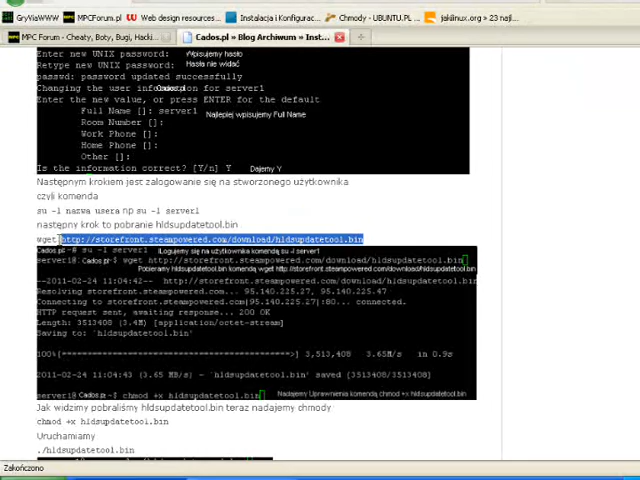 GryViaWWW MPCForum.pl Web design resources... Instalacja i Konfigurac... Chmody - UBUNTU.PL ... jakilinux.org » 23 najl...
MPC Forum - Cheaty, Boty, Bugi, Hacki... Cados.pl » Blog Archiwum » Inst...
Enter new UNIX password: Wpisujemy hasło
Retype new UNIX password: Hasła nie widać
passwd: password updated successfully
Changing the user information for server1
Enter the new value, or press ENTER for the default
Full Name []: server1 Najlepiej wpisujemy Full Name
Room Number []:
Work Phone []:
Home Phone []:
Other []:
Is the information correct? [Y/n] Y Dajemy Y
Następnym krokiem jest zalogowanie się na stworzonego użytkownika
czyli komenda
su -l nazwa usera np su -l server1
następny krok to pobranie hldsupdatetool.bin
wget http://storefront.steampowered.com/download/hldsupdatetool.bin
Cados.pl:~# su -l server1 Logujemy się na użytkownika komendą su -l server1
server1@ Cados.pl :~$ wget http://storefront.steampowered.com/download/hldsupdatetool.bin
Pobieramy hldsupdatetool.bin komendą wget http://storefront.steampowered.com/download/hldsupdatetool.bin
--2011-02-24 11:04:42-- http://storefront.steampowered.com/download/hldsupdatetool.bin
Resolving storefront.steampowered.com... 95.140.225.27, 95.140.225.47
Connecting to storefront.steampowered.com|95.140.225.27|:80... connected.
HTTP request sent, awaiting response... 200 OK
Length: 3513408 (3.4M) [application/octet-stream]
Saving to: `hldsupdatetool.bin'
100%[======================================>] 3,513,408 3.65M/s in 0.9s
2011-02-24 11:04:43 (3.65 MB/s) - `hldsupdatetool.bin' saved [3513408/3513408]
server1@ Cados.pl :~$ chmod +x hldsupdatetool.bin Nadajemy Uprawnienia komendą chmod +x hldsupdatetool.bin
Jak widzimy pobraliśmy hldsupdatetool.bin teraz nadajemy chmody
chmod +x hldsupdatetool.bin
Uruchamiamy
./hldsupdatetool.bin
Zakończono